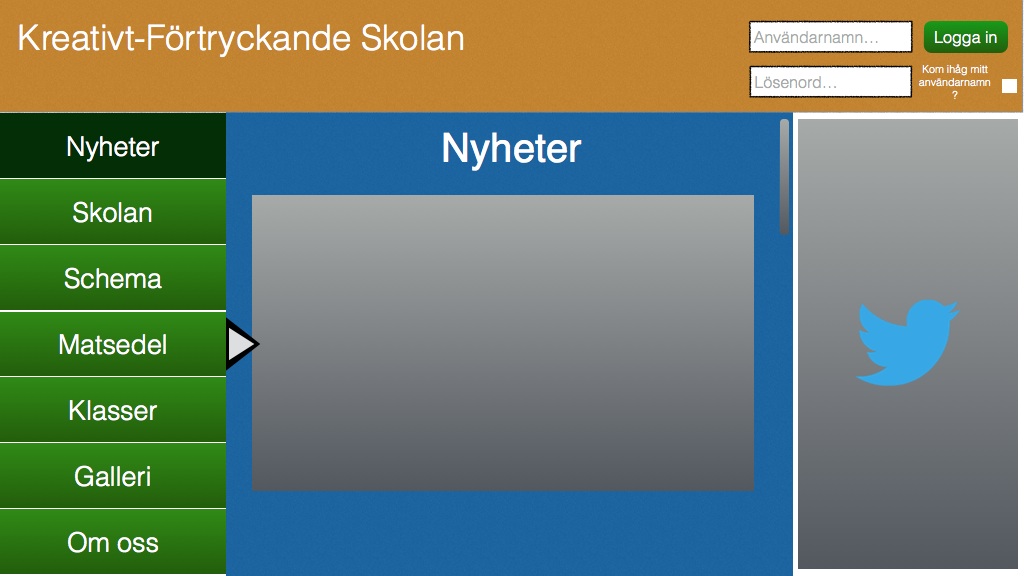 Kreativt-Förtryckande Skolan
Användarnamn...
Logga in
Lösenord...
Kom ihåg mitt
användarnamn
?
Nyheter
Skolan
Schema
Matsedel
Klasser
Galleri
Om oss
Nyheter